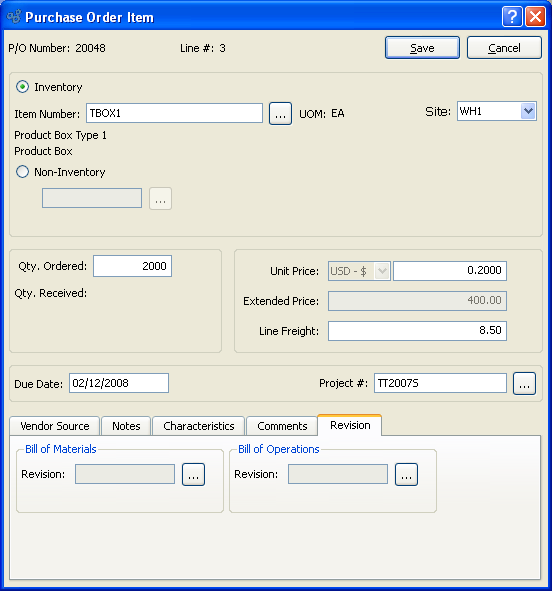 Purchase Order Item
P/O Number: 20048 Line #: 3 Save Cancel
Inventory
Item Number: TBOX1 ... UOM: EA Site: WH1
Product Box Type 1
Product Box
Non-Inventory
...
Qty. Ordered: 2000
Qty. Received:
Unit Price: USD - $ 0.2000
Extended Price: 400.00
Line Freight: 8.50
Due Date: 02/12/2008 Project #: TT2007S ...
Vendor Source Notes Characteristics Comments Revision
Bill of Materials Bill of Operations
Revision: ... Revision: ...